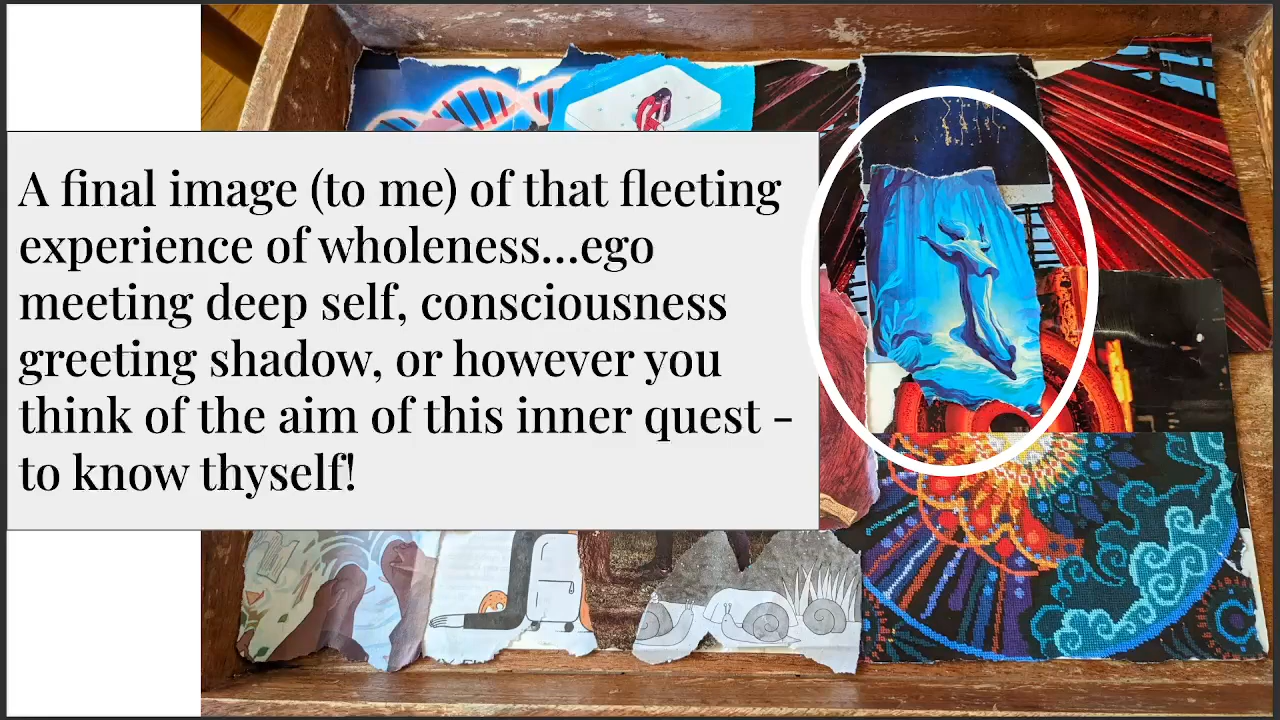 A final image (to me) of that fleeting
experience of wholeness...ego
meeting deep self, consciousness
greeting shadow, or however you
think of the aim of this inner quest -
to know thyself!